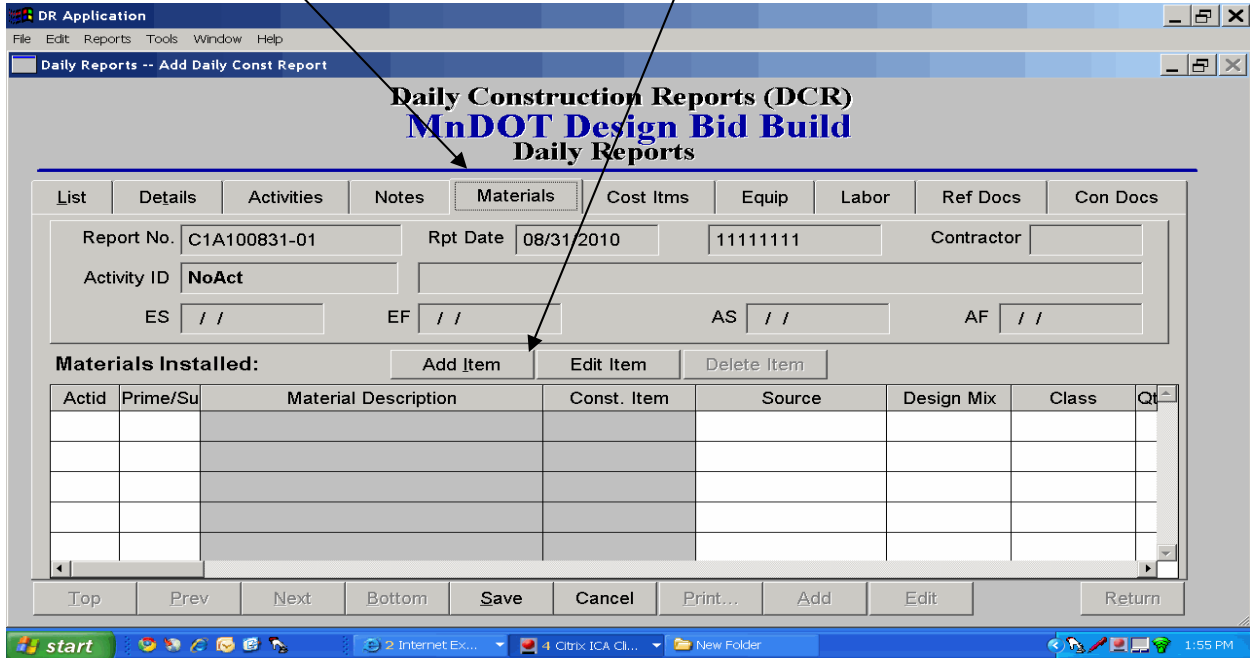 DR Application
File Edit Reports Tools Window Help
Daily Reports -- Add Daily Const Report
Daily Construction Reports (DCR)
MnDOT Design Bid Build
Daily Reports
List Details Activities Notes Materials Cost Itms Equip Labor Ref Docs Con Docs
Report No. C1A100831-01 Rpt Date 08/31/2010 11111111 Contractor
Activity ID NoAct
ES / / EF / / AS / / AF / /
Materials Installed: Add Item Edit Item Delete Item
Actid Prime/Su Material Description Const. Item Source Design Mix Class Qt
Top Prev Next Bottom Save Cancel Print... Add Edit Return
start 2 Internet Ex... 4 Citrix ICA Cli... New Folder 1:55 PM